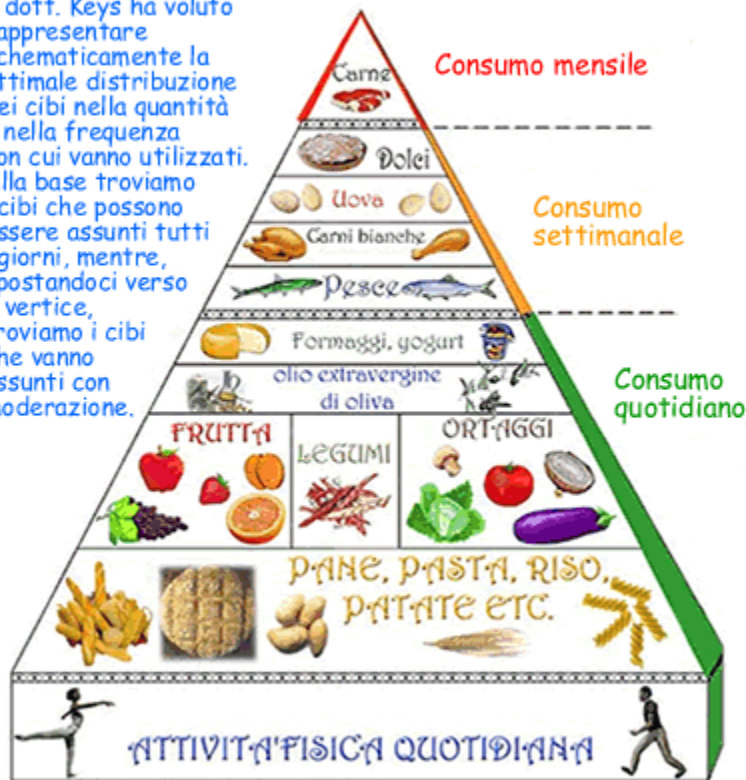 dott. Keys ha voluto
appresentare
chematicamente la
ttimale distribuzione
ei cibi nella quantità
nella frequenza
on cui vanno utilizzati.
lla base troviamo
cibi che possono
ssere assunti tutti
giorni, mentre,
postandoci verso
vertice,
roviamo i cibi
he vanno
ssunti con
oderazione.
Carne
Consumo mensile
Dolci
Uova
Carni bianche
Pesce
Consumo
settimanale
Formaggi, yogurt
olio extravergine
di oliva
Consumo
quotidiano
FRUTTA
LEGUMI
ORTAGGI
PANE, PASTA, RISO,
PATATE ETC.
ATTIVITA'FISICA QUOTIDIANA